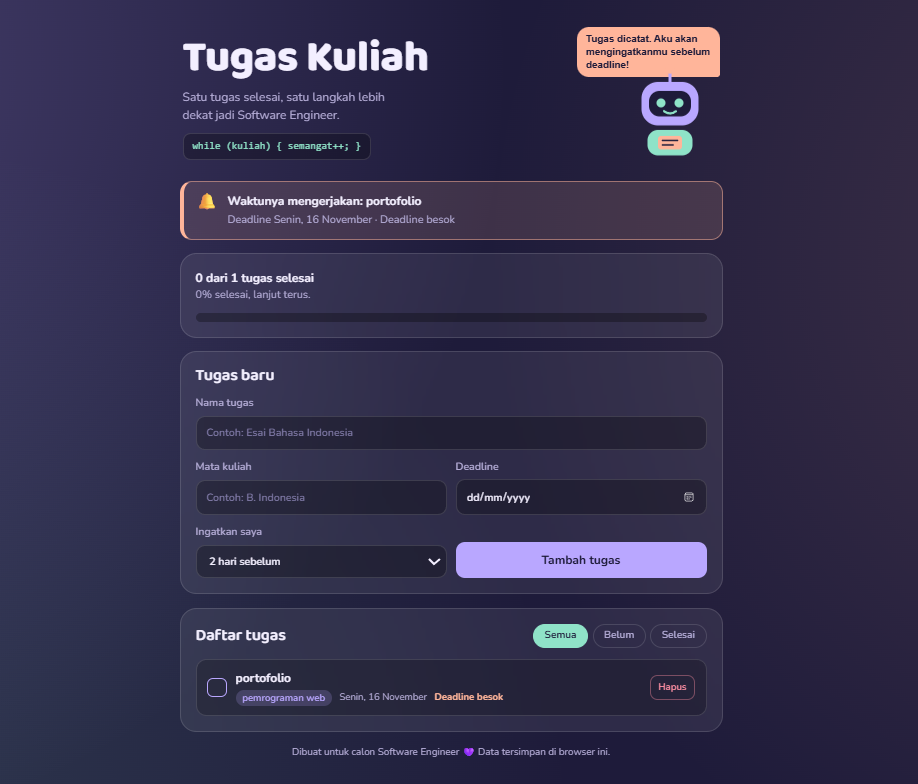 Tugas Kuliah
Satu tugas selesai, satu langkah lebih
dekat jadi Software Engineer.
while (kuliah) { semangat++; }
Tugas dicatat. Aku akan
mengingatkanmu sebelum
deadline!
Waktunya mengerjakan: portofolio
Deadline Senin, 16 November · Deadline besok
0 dari 1 tugas selesai
0% selesai, lanjut terus.
Tugas baru
Nama tugas
Contoh: Esai Bahasa Indonesia
Mata kuliah
Deadline
Contoh: B. Indonesia
dd/mm/yyyy
Ingatkan saya
2 hari sebelum
Tambah tugas
Daftar tugas
Semua
Belum
Selesai
portofolio
pemrograman web
Senin, 16 November
Deadline besok
Hapus
Dibuat untuk calon Software Engineer 💜 Data tersimpan di browser ini.